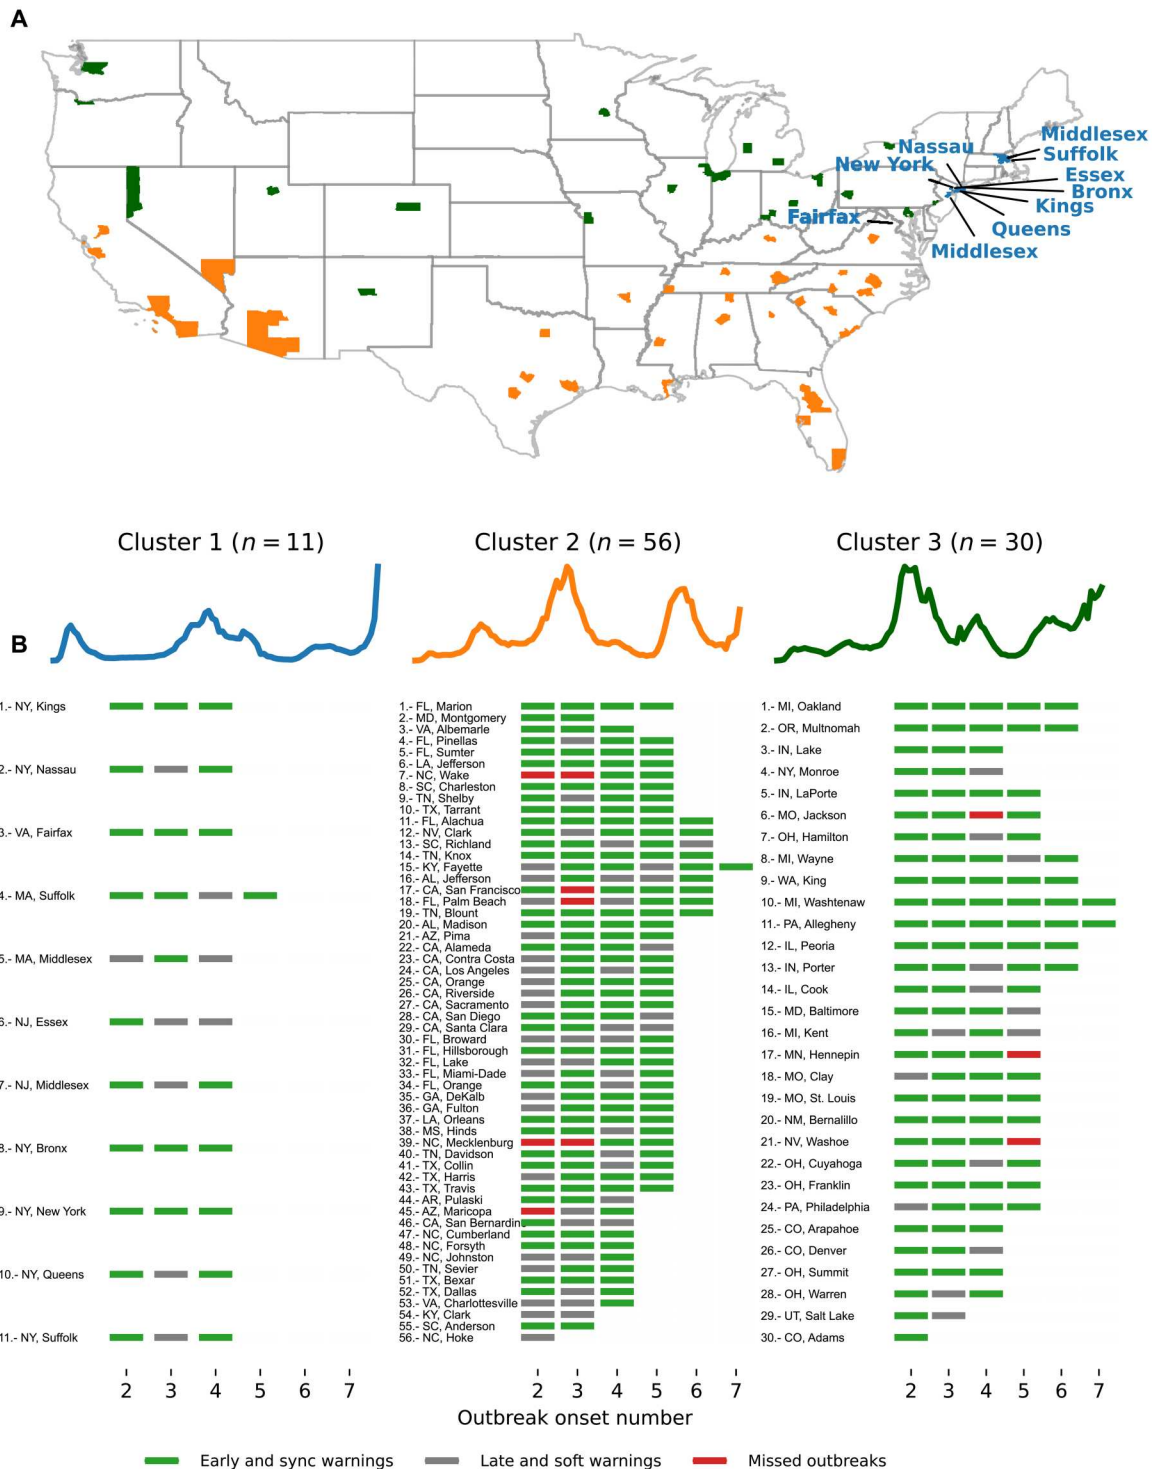 A
Middlesex
Nassau
Suffolk
New York
Essex
Bronx
Kings
Fairfax
Queens
Middlesex
Cluster 1 (n = 11)
Cluster 2 (n = 56)
Cluster 3 (n = 30)
B
1.- NY, Kings
2.- NY, Nassau
3.- VA, Fairfax
4.- MA, Suffolk
5.- MA, Middlesex
6.- NJ, Essex
7.- NJ, Middlesex
8.- NY, Bronx
9.- NY, New York
10.- NY, Queens
11.- NY, Suffolk
2 3 4 5 6 7
1.- FL, Marion
2.- MD, Montgomery
3.- VA, Albemarle
4.- FL, Pinellas
5.- FL, Sumter
6.- LA, Jefferson
7.- NC, Wake
8.- SC, Charleston
9.- TN, Shelby
10.- TX, Tarrant
11.- FL, Alachua
12.- NV, Clark
13.- SC, Richland
14.- TN, Knox
15.- KY, Fayette
16.- AL, Jefferson
17.- CA, San Francisco
18.- FL, Palm Beach
19.- TN, Blount
20.- AL, Madison
21.- AZ, Pima
22.- CA, Alameda
23.- CA, Contra Costa
24.- CA, Los Angeles
25.- CA, Orange
26.- CA, Riverside
27.- CA, Sacramento
28.- CA, San Diego
29.- CA, Santa Clara
30.- FL, Broward
31.- FL, Hillsborough
32.- FL, Lake
33.- FL, Miami-Dade
34.- FL, Orange
35.- GA, DeKalb
36.- GA, Fulton
37.- LA, Orleans
38.- MS, Hinds
39.- NC, Mecklenburg
40.- TN, Davidson
41.- TX, Collin
42.- TX, Harris
43.- TX, Travis
44.- AR, Pulaski
45.- AZ, Maricopa
46.- CA, San Bernardino
47.- NC, Cumberland
48.- NC, Forsyth
49.- NC, Johnston
50.- TN, Sevier
51.- TX, Bexar
52.- TX, Dallas
53.- VA, Charlottesville
54.- KY, Clark
55.- SC, Anderson
56.- NC, Hoke
2 3 4 5 6 7
1.- MI, Oakland
2.- OR, Multnomah
3.- IN, Lake
4.- NY, Monroe
5.- IN, LaPorte
6.- MO, Jackson
7.- OH, Hamilton
8.- MI, Wayne
9.- WA, King
10.- MI, Washtenaw
11.- PA, Allegheny
12.- IL, Peoria
13.- IN, Porter
14.- IL, Cook
15.- MD, Baltimore
16.- MI, Kent
17.- MN, Hennepin
18.- MO, Clay
19.- MO, St. Louis
20.- NM, Bernalillo
21.- NV, Washoe
22.- OH, Cuyahoga
23.- OH, Franklin
24.- PA, Philadelphia
25.- CO, Arapahoe
26.- CO, Denver
27.- OH, Summit
28.- OH, Warren
29.- UT, Salt Lake
30.- CO, Adams
2 3 4 5 6 7
Outbreak onset number
Early and sync warnings
Late and soft warnings
Missed outbreaks